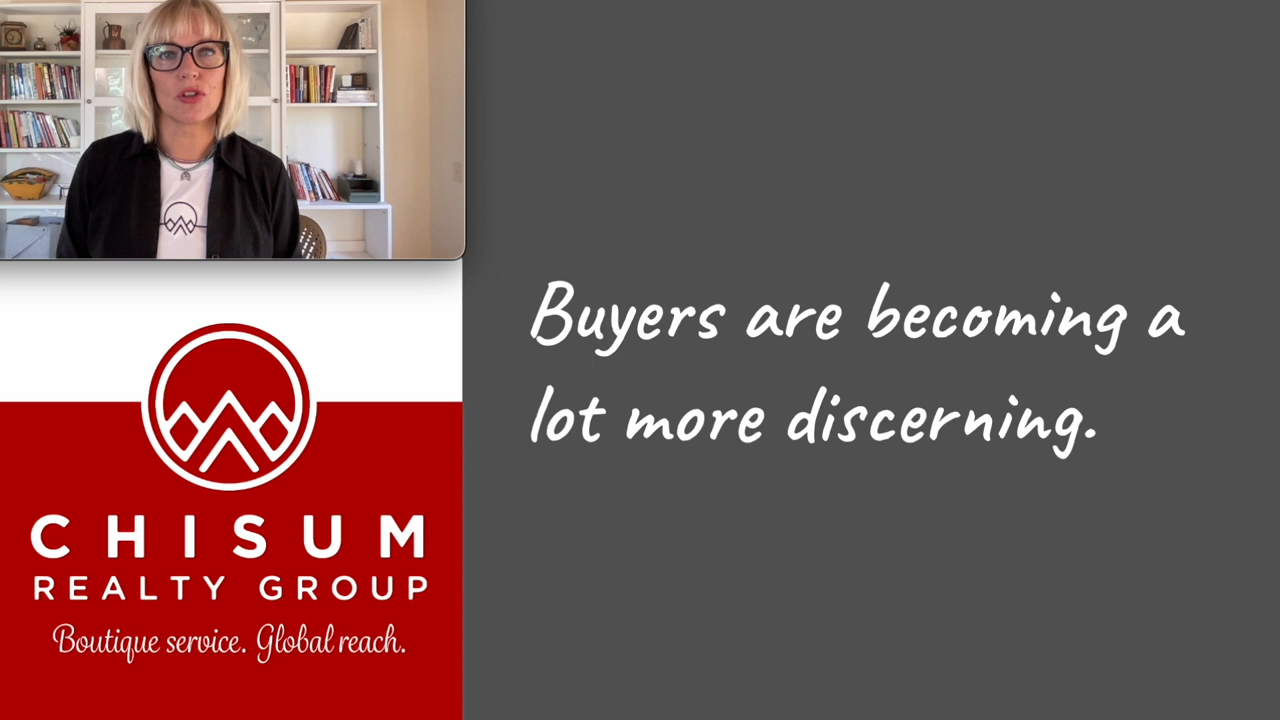 CHISUM
REALTY GROUP
Boutique service. Global reach.
Buyers are becoming a
lot more discerning.